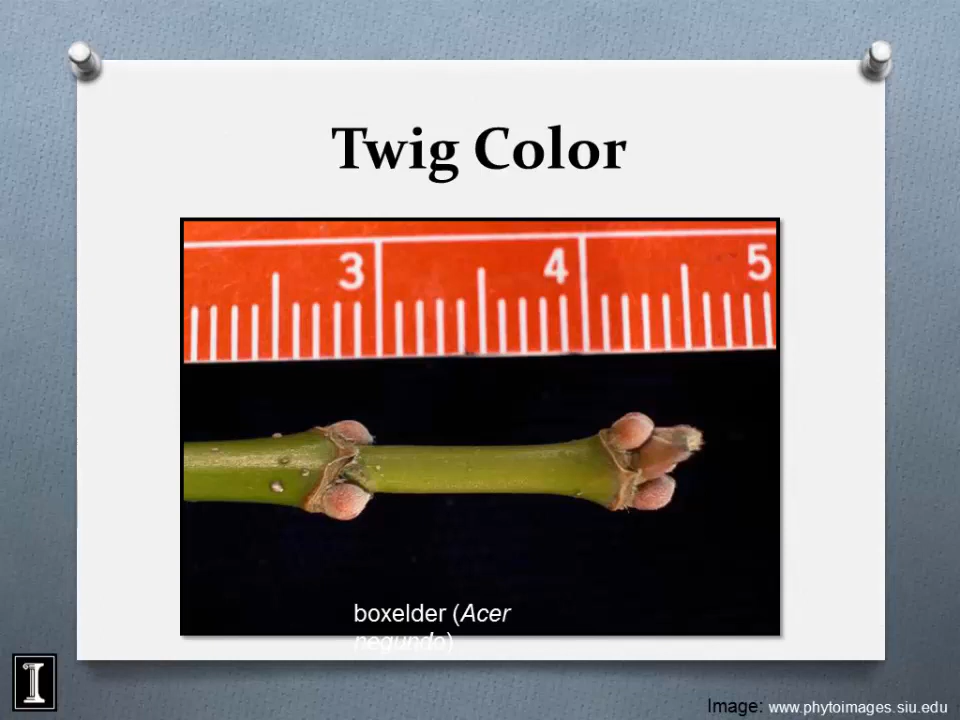 Twig Color
3 4 5
boxelder (Acer
negundo)
I
Image: www.phytoimages.siu.edu